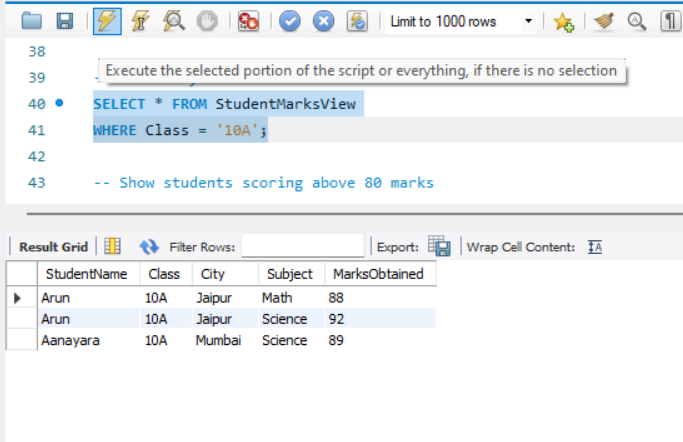 Limit to 1000 rows
38
39
Execute the selected portion of the script or everything, if there is no selection
40 SELECT * FROM StudentMarksView
41 WHERE Class = '10A';
42
43 -- Show students scoring above 80 marks
Result Grid Filter Rows: Export: Wrap Cell Content: IA
StudentName Class City Subject MarksObtained
Arun 10A Jaipur Math 88
Arun 10A Jaipur Science 92
Aanayara 10A Mumbai Science 89